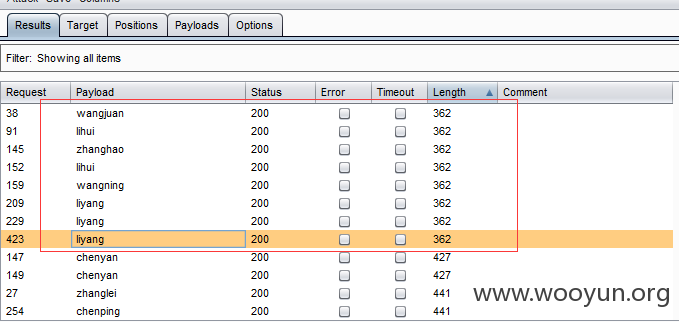 Attack Save Columns
Results Target Positions Payloads Options
Filter: Showing all items
Request Payload Status Error Timeout Length Comment
38 wangjuan 200 362
91 lihui 200 362
145 zhanghao 200 362
152 lihui 200 362
159 wangning 200 362
209 liyang 200 362
229 liyang 200 362
423 liyang 200 362
147 chenyan 200 427
149 chenyan 200 427
27 zhanglei 200 441
254 chenping 200 441
www.wooyun.org